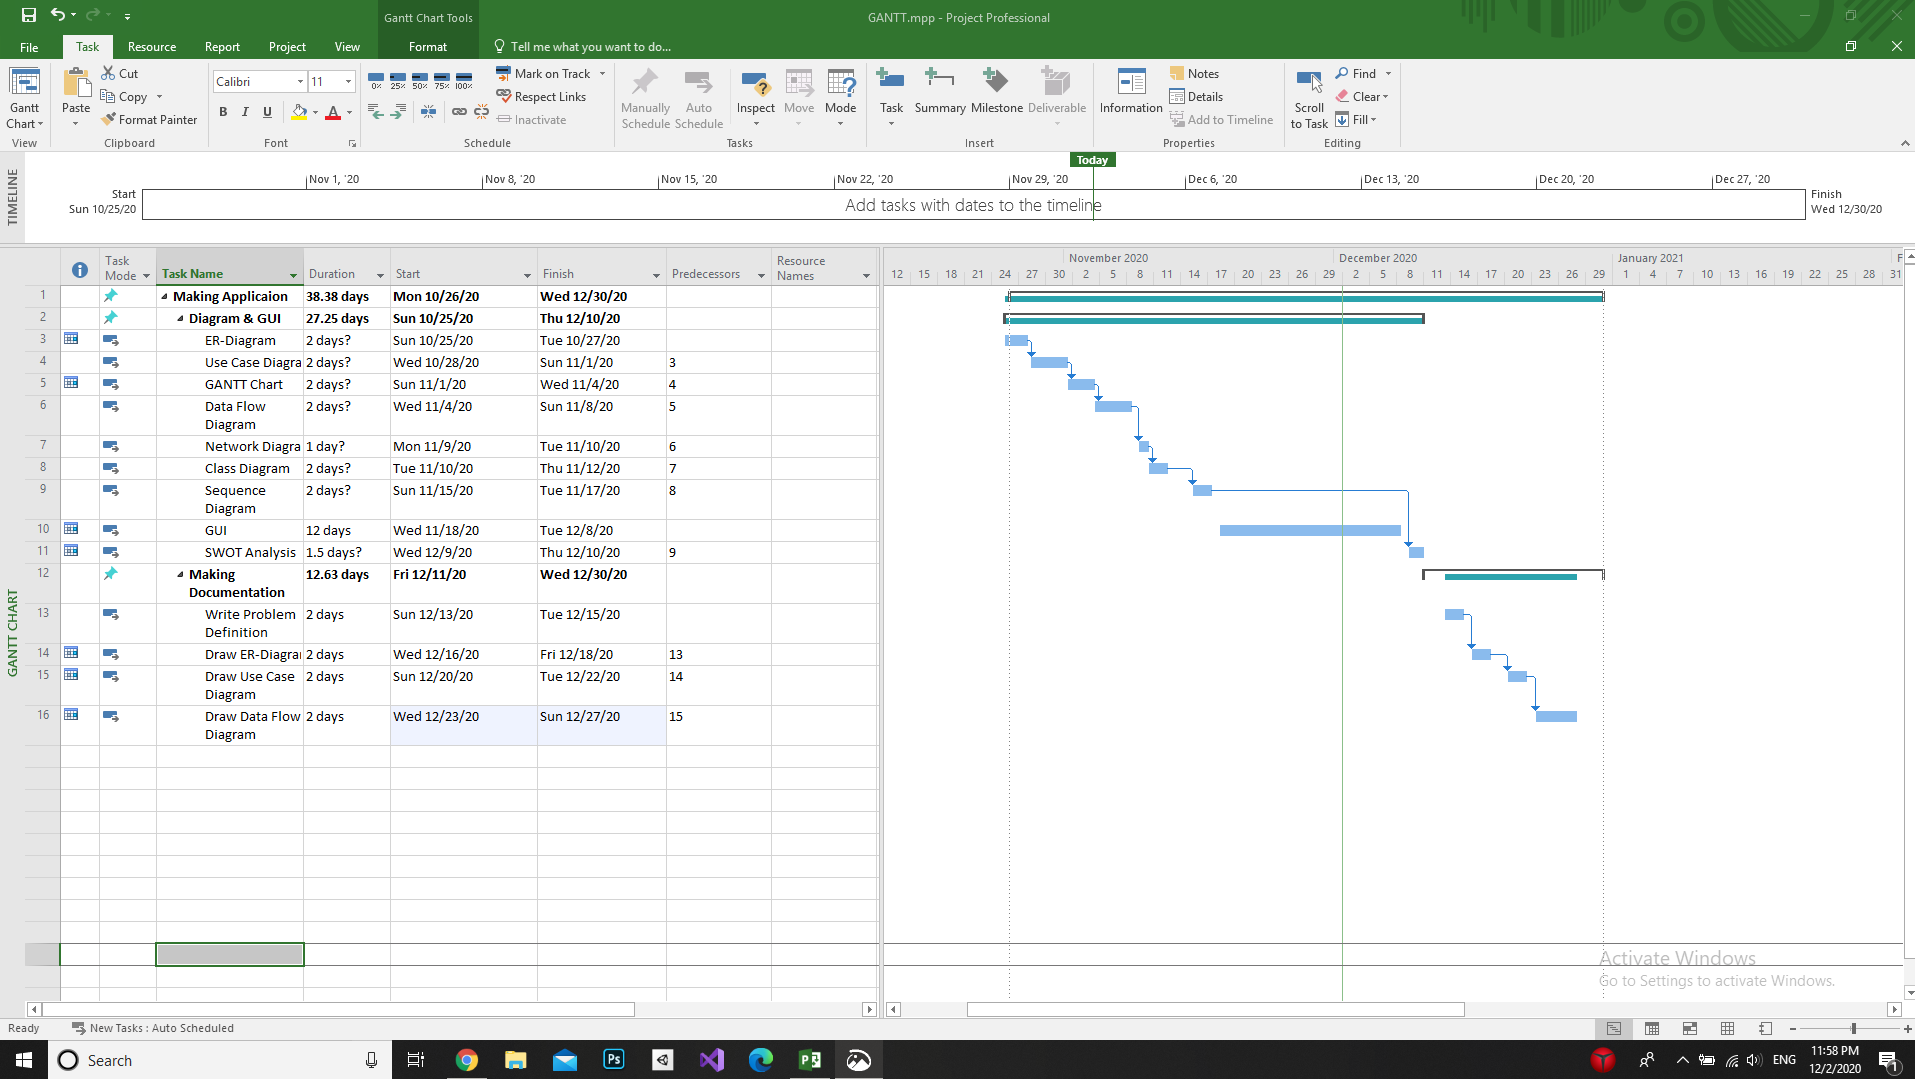 Gantt Chart Tools
GANTT.mpp - Project Professional
File Task Resource Report Project View Format Tell me what you want to do...
Gantt Chart
View
Paste
Cut
Copy
Format Painter
Clipboard
Calibri 11
B I U A
Font
0% 25% 50% 75% 100%
Mark on Track
Respect Links
Inactivate
Schedule
Manually Schedule
Auto Schedule
Inspect
Move
Mode
Tasks
Task
Summary
Milestone
Deliverable
Insert
Information
Notes
Details
Add to Timeline
Properties
Scroll to Task
Find
Clear
Fill
Editing
TIMELINE
Today
Nov 1, '20 Nov 8, '20 Nov 15, '20 Nov 22, '20 Nov 29, '20 Dec 6, '20 Dec 13, '20 Dec 20, '20 Dec 27, '20
Start
Sun 10/25/20
Add tasks with dates to the timeline
Finish
Wed 12/30/20
GANTT CHART
Task Mode Task Name Duration Start Finish Predecessors Resource Names
November 2020 December 2020 January 2021 F
12 15 18 21 24 27 30 2 5 8 11 14 17 20 23 26 29 2 5 8 11 14 17 20 23 26 29 1 4 7 10 13 16 19 22 25 28 31
1 Making Applicaion 38.38 days Mon 10/26/20 Wed 12/30/20
2 Diagram & GUI 27.25 days Sun 10/25/20 Thu 12/10/20
3 ER-Diagram 2 days? Sun 10/25/20 Tue 10/27/20
4 Use Case Diagra 2 days? Wed 10/28/20 Sun 11/1/20 3
5 GANTT Chart 2 days? Sun 11/1/20 Wed 11/4/20 4
6 Data Flow Diagram 2 days? Wed 11/4/20 Sun 11/8/20 5
7 Network Diagra 1 day? Mon 11/9/20 Tue 11/10/20 6
8 Class Diagram 2 days? Tue 11/10/20 Thu 11/12/20 7
9 Sequence Diagram 2 days? Sun 11/15/20 Tue 11/17/20 8
10 GUI 12 days Wed 11/18/20 Tue 12/8/20
11 SWOT Analysis 1.5 days? Wed 12/9/20 Thu 12/10/20 9
12 Making Documentation 12.63 days Fri 12/11/20 Wed 12/30/20
13 Write Problem Definition 2 days Sun 12/13/20 Tue 12/15/20
14 Draw ER-Diagra 2 days Wed 12/16/20 Fri 12/18/20 13
15 Draw Use Case Diagram 2 days Sun 12/20/20 Tue 12/22/20 14
16 Draw Data Flow Diagram 2 days Wed 12/23/20 Sun 12/27/20 15
Activate Windows
Go to Settings to activate Windows.
Ready New Tasks : Auto Scheduled
Search Ps ENG
11:58 PM
12/2/2020
1